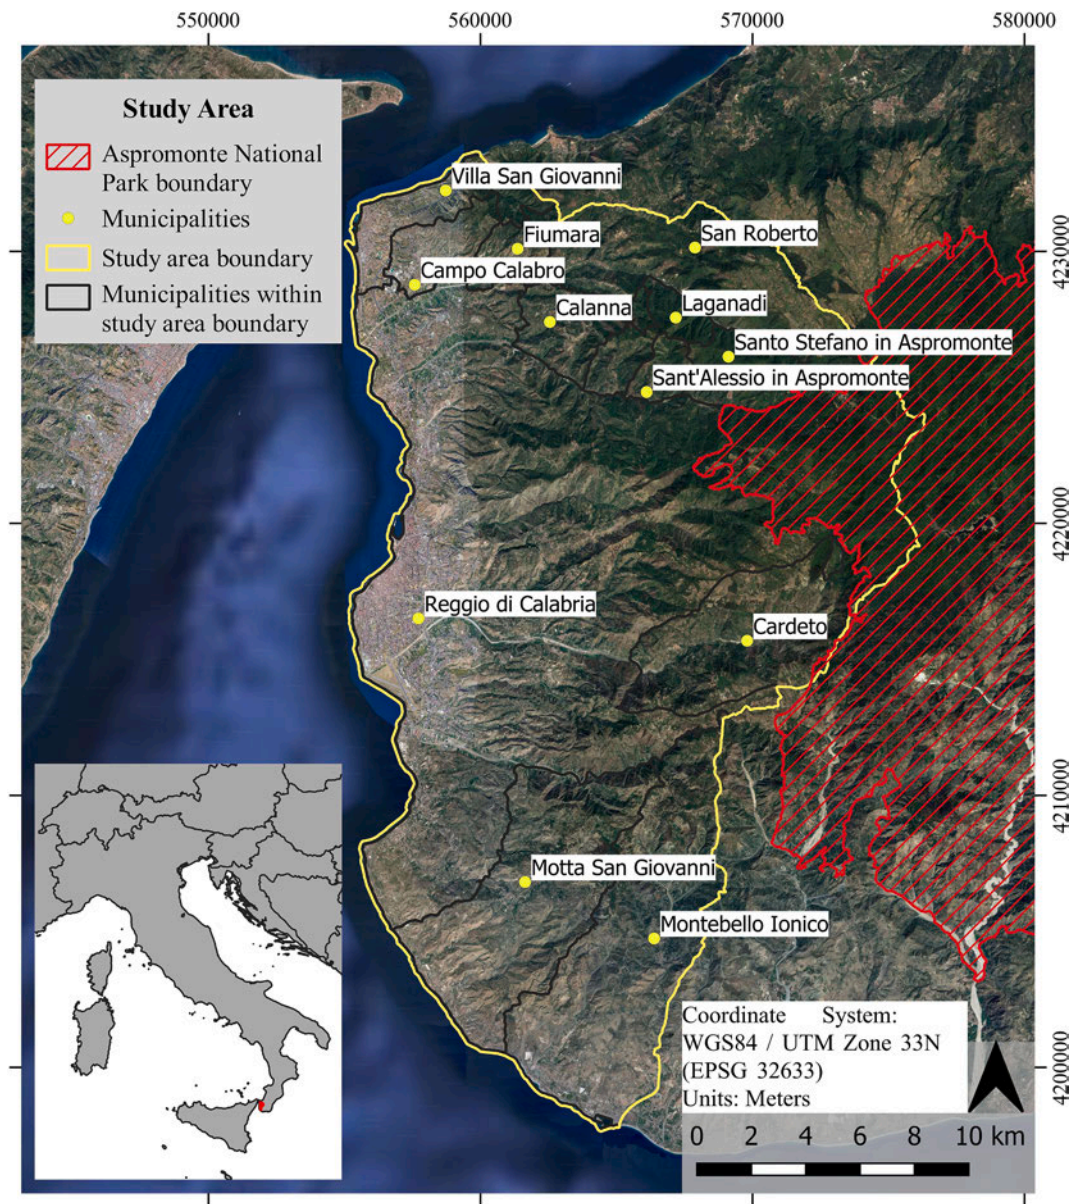 550000
560000
570000
580000
Study Area
Aspromonte National
Park boundary
Municipalities
Study area boundary
Municipalities within
study area boundary
Villa San Giovanni
Fiumara
San Roberto
4230000
Campo Calabro
Calanna
Laganadi
Santo Stefano in Aspromonte
Sant'Alessio in Aspromonte
4220000
Reggio di Calabria
Cardeto
4210000
Motta San Giovanni
Montebello Ionico
Coordinate System:
WGS84 / UTM Zone 33N
(EPSG 32633)
Units: Meters
4200000
0 2 4 6 8 10 km